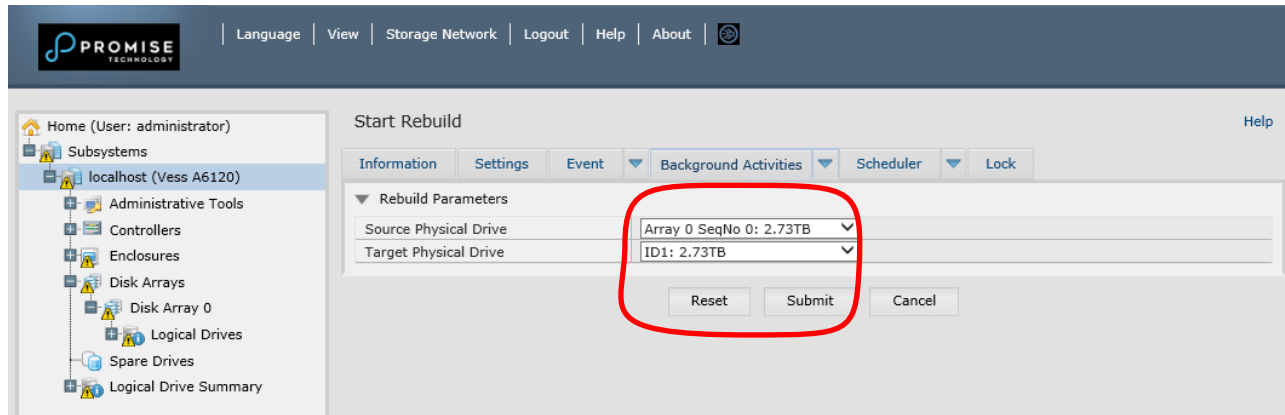 PROMISE
TECHNOLOGY
Language | View | Storage Network | Logout | Help | About
Home (User: administrator)
Subsystems
localhost (Vess A6120)
Administrative Tools
Controllers
Enclosures
Disk Arrays
Disk Array 0
Logical Drives
Spare Drives
Logical Drive Summary
Start Rebuild
Help
Information Settings Event Background Activities Scheduler Lock
Rebuild Parameters
Source Physical Drive Array 0 SeqNo 0: 2.73TB
Target Physical Drive ID1: 2.73TB
Reset Submit Cancel